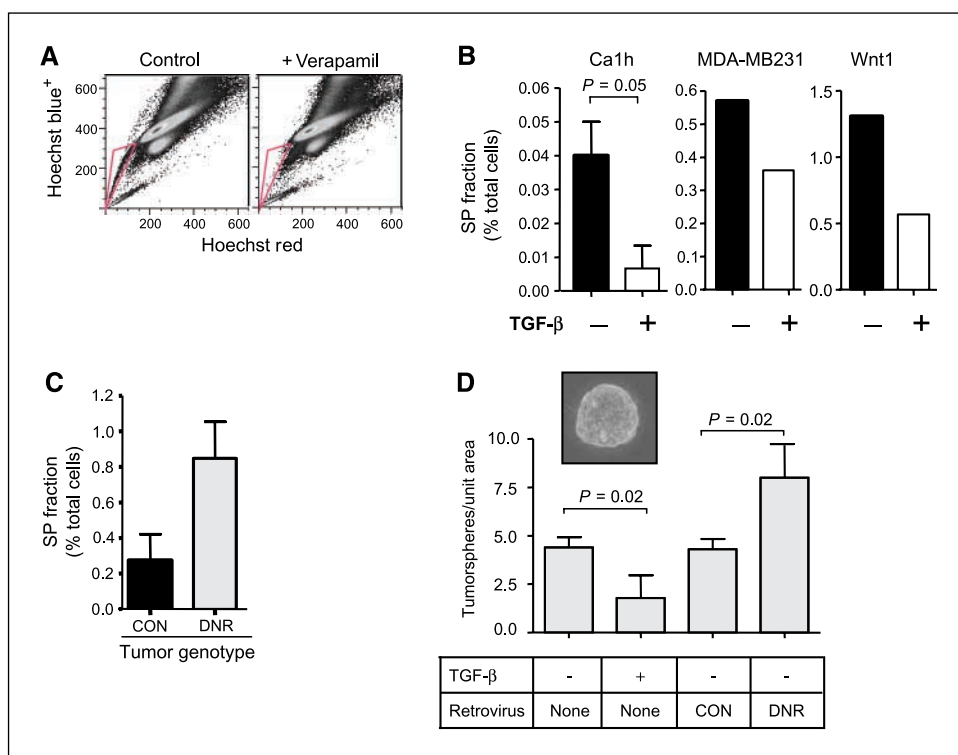 A
Control
+ Verapamil
Hoechst blue+
600
400
200
200 400 600
200 400 600
Hoechst red
B
Ca1h
MDA-MB231
Wnt1
P = 0.05
SP fraction
(% total cells)
0.05
0.04
0.03
0.02
0.01
0.00
0.6
0.5
0.4
0.3
0.2
0.1
0.0
1.5
1.0
0.5
0.0
TGF-β — + — + — +
C
SP fraction
(% total cells)
1.2
1.0
0.8
0.6
0.4
0.2
0.0
CON DNR
Tumor genotype
D
P = 0.02
P = 0.02
Tumorspheres/unit area
10.0
7.5
5.0
2.5
0.0
TGF-β - + - -
Retrovirus None None CON DNR